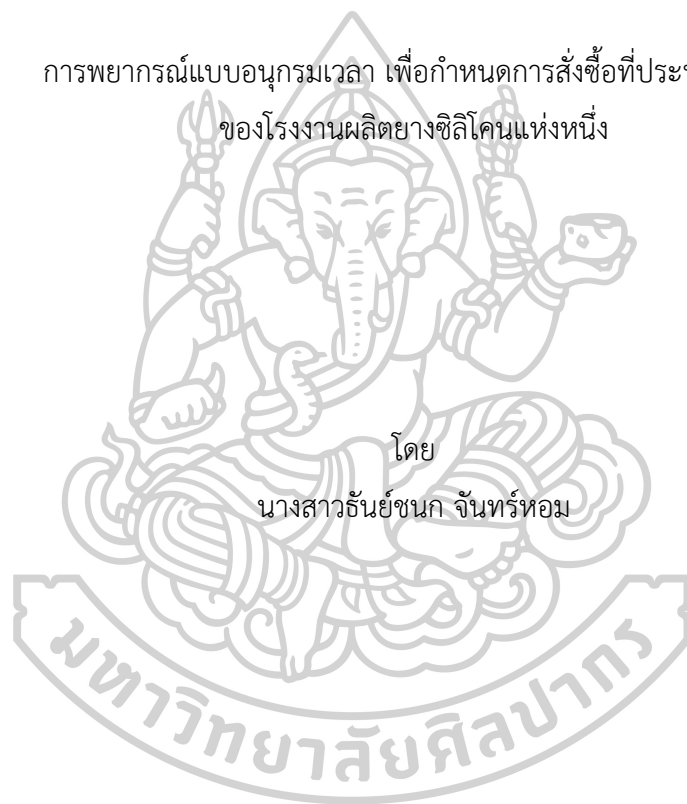 การพยากรณ์แบบอนุกรมเวลา เพื่อกำหนดการสั่งซื้อที่
ของโรงงานผลิตยางซิลิโคนแห่งหนึ่ง
โดย
นางสาวธันย์ชนก จันทร์หอม
มหาวิทยาลัยศิลปากร